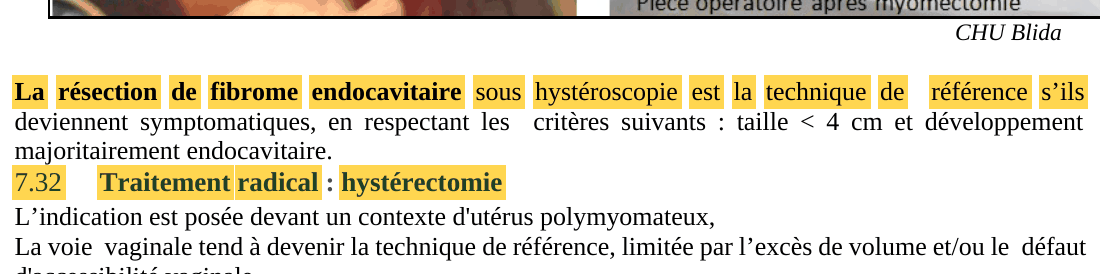 Pièce opératoire après myomectomie
CHU Blida
La résection de fibrome endocavitaire sous hystéroscopie est la technique de référence s’ils
deviennent symptomatiques, en respectant les critères suivants : taille < 4 cm et développement
majoritairement endocavitaire.
7.32 Traitement radical : hystérectomie
L’indication est posée devant un contexte d'utérus polymyomateux,
La voie vaginale tend à devenir la technique de référence, limitée par l’excès de volume et/ou le défaut
d'accessibilité vaginale